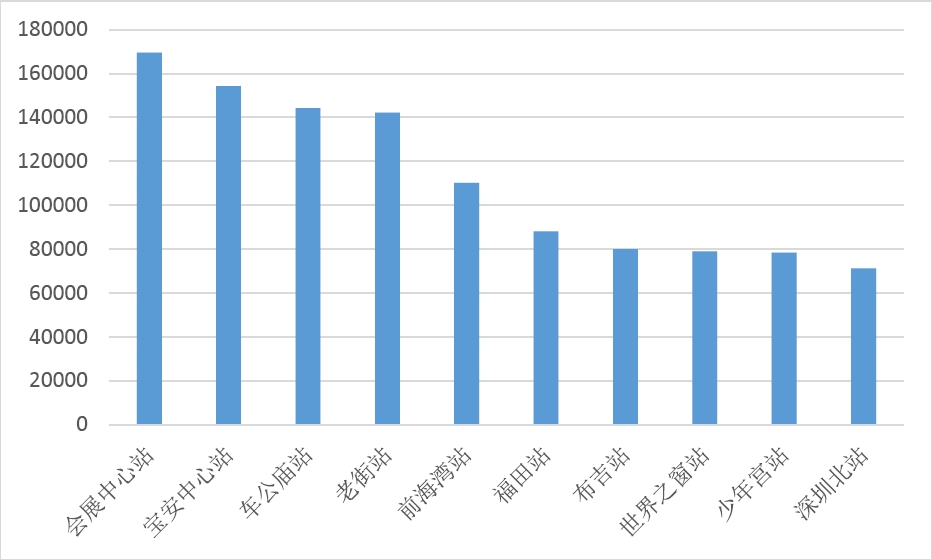 180000
160000
140000
120000
100000
80000
60000
40000
20000
0
会展中心站
宝安中心站
车公庙站
老街站
前海湾站
福田站
布吉站
世界之窗站
少年宫站
深圳北站